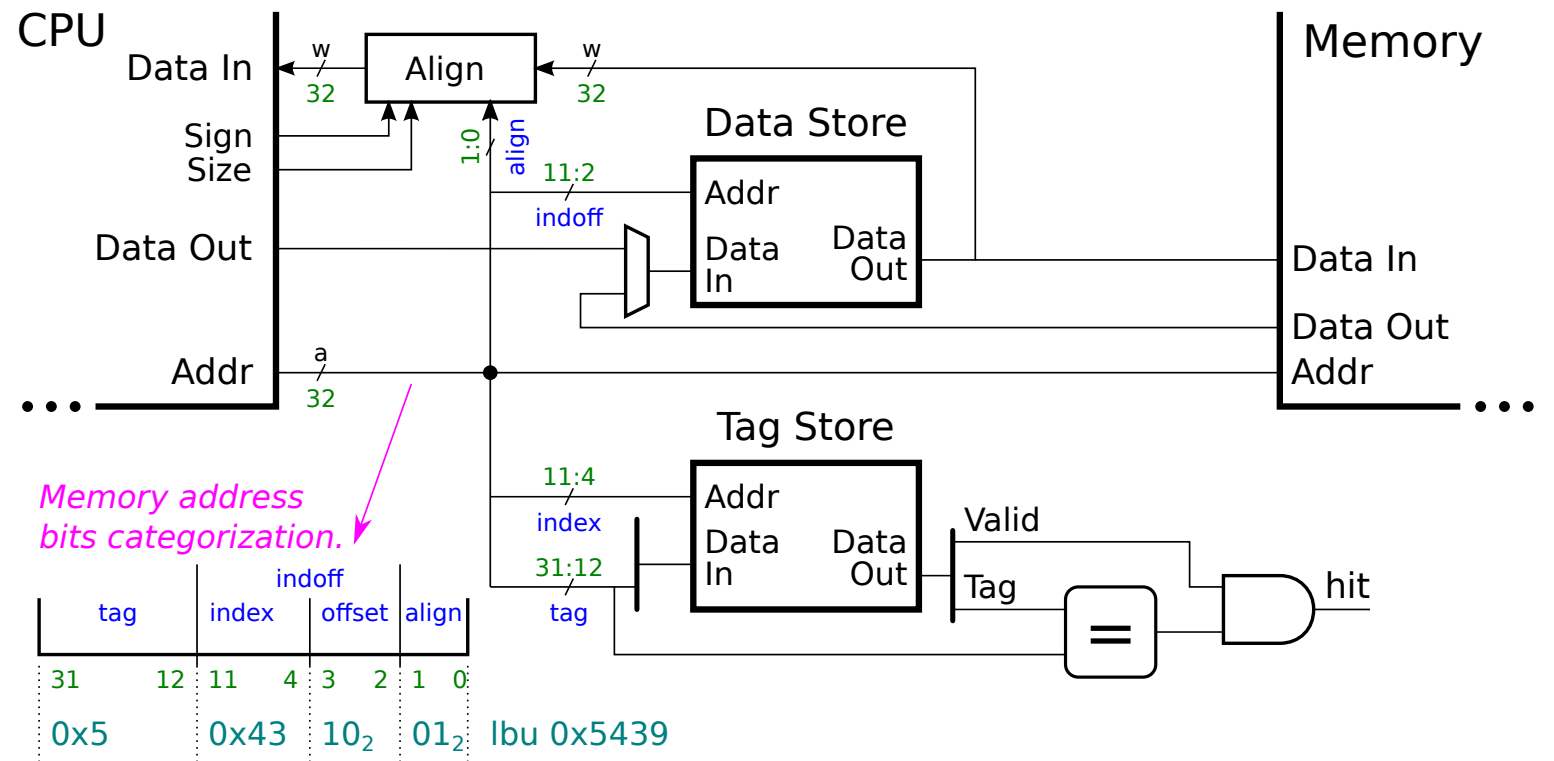 CPU
Memory
Data In
w
32
Align
w
32
Sign
Size
1:0
align
Data Store
11:2
indoff
Addr
Data In
Data Out
Data Out
Data In
Data Out
Addr
a
32
Addr
Tag Store
Memory address
bits categorization.
11:4
index
Addr
Data In
Data Out
31:12
tag
Valid
Tag
=
hit
indoff
tag index offset align
31 12 11 4 3 2 1 0
0x5 0x43 10₂ 01₂ lbu 0x5439